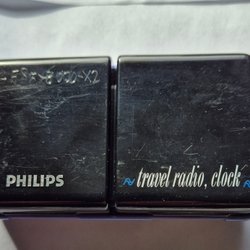 PHILIPS
~ travel radio, clock ~